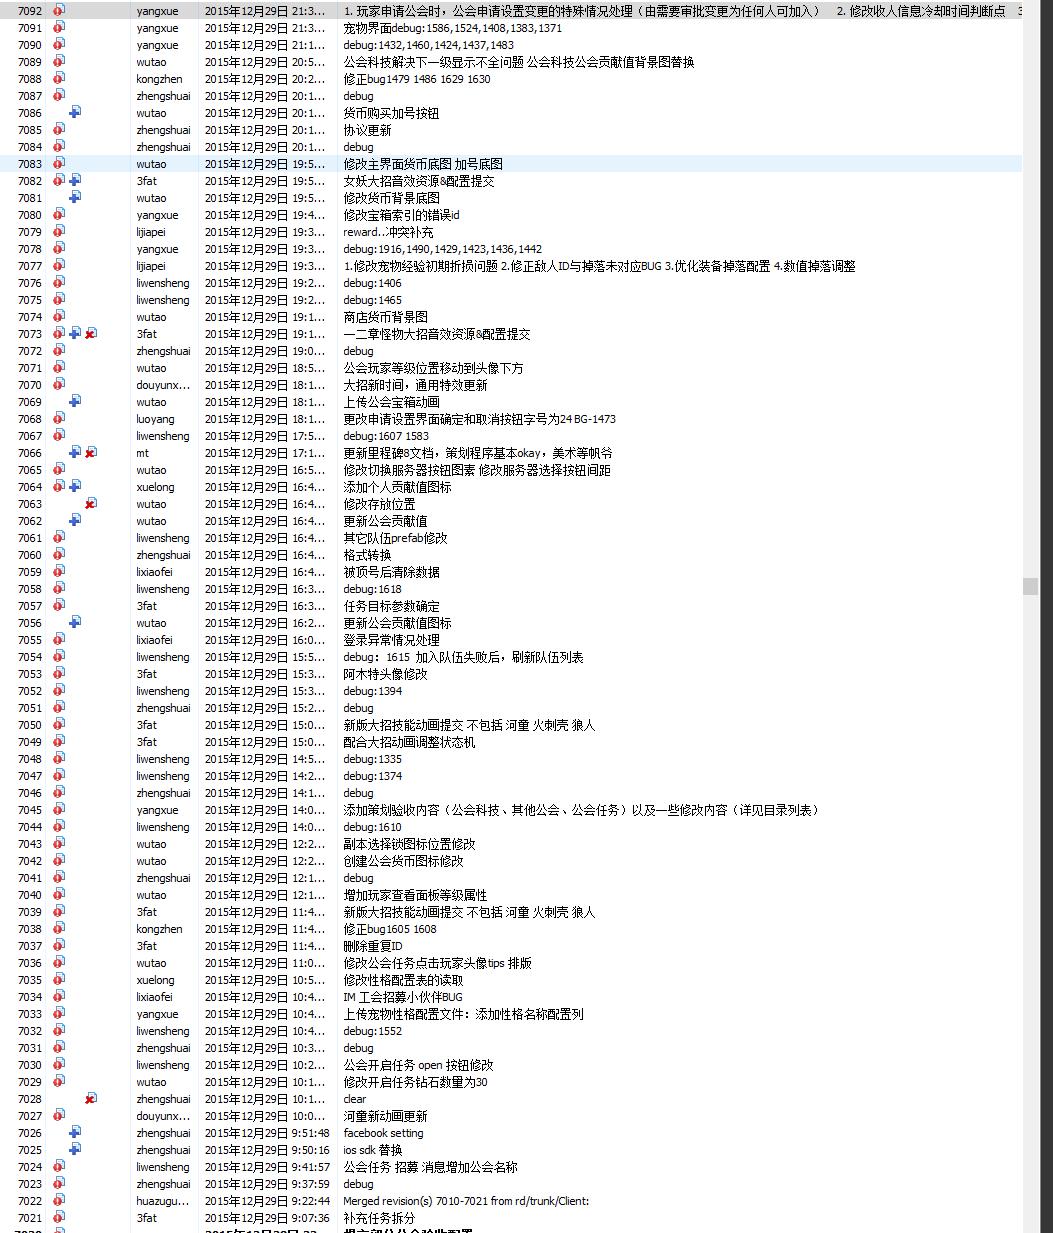 7092 yangxue 2015年12月29日 21:3... 1. 玩家申请公会时，公会申请设置变更的特殊情况处理（由需要审批变更为任何人可加入） 2. 修改收人信息冷却时间判断点 3
7091 yangxue 2015年12月29日 21:3... 宠物界面debug:1586,1524,1408,1383,1371
7090 yangxue 2015年12月29日 21:1... debug:1432,1460,1424,1437,1483
7089 wutao 2015年12月29日 20:5... 公会科技解决下一级显示不全问题 公会科技公会贡献值背景图替换
7088 kongzhen 2015年12月29日 20:2... 修正bug1479 1486 1629 1630
7087 zhengshuai 2015年12月29日 20:1... debug
7086 wutao 2015年12月29日 20:1... 货币购买加号按钮
7085 zhengshuai 2015年12月29日 20:1... 协议更新
7084 zhengshuai 2015年12月29日 20:1... debug
7083 wutao 2015年12月29日 19:5... 修改主界面货币底图 加号底图
7082 3fat 2015年12月29日 19:5... 女妖大招音效资源&配置提交
7081 wutao 2015年12月29日 19:5... 修改货币背景底图
7080 yangxue 2015年12月29日 19:4... 修改宝箱索引的错误id
7079 lijiapei 2015年12月29日 19:3... reward..冲突补充
7078 yangxue 2015年12月29日 19:3... debug:1916,1490,1429,1423,1436,1442
7077 lijiapei 2015年12月29日 19:3... 1.修改宠物经验初期折损问题 2.修正敌人ID与掉落未对应BUG 3.优化装备掉落配置 4.数值掉落调整
7076 liwensheng 2015年12月29日 19:2... debug:1406
7075 liwensheng 2015年12月29日 19:2... debug:1465
7074 wutao 2015年12月29日 19:1... 商店货币背景图
7073 3fat 2015年12月29日 19:1... 一二章怪物大招音效资源&配置提交
7072 zhengshuai 2015年12月29日 19:0... debug
7071 wutao 2015年12月29日 18:5... 公会玩家等级位置移动到头像下方
7070 douyunx... 2015年12月29日 18:1... 大招新时间，通用特效更新
7069 wutao 2015年12月29日 18:1... 上传公会宝箱动画
7068 luoyang 2015年12月29日 18:1... 更改申请设置界面确定和取消按钮字号为24 BG-1473
7067 liwensheng 2015年12月29日 17:5... debug:1607 1583
7066 mt 2015年12月29日 17:1... 更新里程碑8文档，策划程序基本okay，美术等帆爷
7065 wutao 2015年12月29日 16:5... 修改切换服务器按钮图素 修改服务器选择按钮间距
7064 xuelong 2015年12月29日 16:4... 添加个人贡献值图标
7063 wutao 2015年12月29日 16:4... 修改存放位置
7062 wutao 2015年12月29日 16:4... 更新公会贡献值
7061 liwensheng 2015年12月29日 16:4... 其它队伍prefab修改
7060 zhengshuai 2015年12月29日 16:4... 格式转换
7059 lixiaofei 2015年12月29日 16:4... 被顶号后清除数据
7058 liwensheng 2015年12月29日 16:3... debug:1618
7057 3fat 2015年12月29日 16:3... 任务目标参数确定
7056 wutao 2015年12月29日 16:2... 更新公会贡献值图标
7055 lixiaofei 2015年12月29日 16:0... 登录异常情况处理
7054 liwensheng 2015年12月29日 15:5... debug：1615 加入队伍失败后，刷新队伍列表
7053 3fat 2015年12月29日 15:3... 阿木特头像修改
7052 liwensheng 2015年12月29日 15:3... debug:1394
7051 zhengshuai 2015年12月29日 15:2... debug
7050 3fat 2015年12月29日 15:0... 新版大招技能动画提交 不包括 河童 火刺壳 狼人
7049 3fat 2015年12月29日 15:0... 配合大招动画调整状态机
7048 liwensheng 2015年12月29日 14:5... debug:1335
7047 liwensheng 2015年12月29日 14:2... debug:1374
7046 zhengshuai 2015年12月29日 14:1... debug
7045 yangxue 2015年12月29日 14:0... 添加策划验收内容（公会科技、其他公会、公会任务）以及一些修改内容（详见目录列表）
7044 liwensheng 2015年12月29日 14:0... debug:1610
7043 wutao 2015年12月29日 12:2... 副本选择锁图标位置修改
7042 wutao 2015年12月29日 12:2... 创建公会货币图标修改
7041 zhengshuai 2015年12月29日 12:1... debug
7040 wutao 2015年12月29日 12:1... 增加玩家查看面板等级属性
7039 3fat 2015年12月29日 11:4... 新版大招技能动画提交 不包括 河童 火刺壳 狼人
7038 kongzhen 2015年12月29日 11:4... 修正bug1605 1608
7037 3fat 2015年12月29日 11:4... 删除重复ID
7036 wutao 2015年12月29日 11:0... 修改公会任务点击玩家头像tips 排版
7035 xuelong 2015年12月29日 10:5... 修改性格配置表的读取
7034 lixiaofei 2015年12月29日 10:4... IM 工会招募小伙伴BUG
7033 yangxue 2015年12月29日 10:4... 上传宠物性格配置文件：添加性格名称配置列
7032 liwensheng 2015年12月29日 10:4... debug:1552
7031 zhengshuai 2015年12月29日 10:3... debug
7030 liwensheng 2015年12月29日 10:2... 公会开启任务 open 按钮修改
7029 wutao 2015年12月29日 10:1... 修改开启任务钻石数量为30
7028 zhengshuai 2015年12月29日 10:1... clear
7027 douyunx... 2015年12月29日 10:0... 河童新动画更新
7026 zhengshuai 2015年12月29日 9:51:48 facebook setting
7025 zhengshuai 2015年12月29日 9:50:16 ios sdk 替换
7024 liwensheng 2015年12月29日 9:41:57 公会任务 招募 消息增加公会名称
7023 zhengshuai 2015年12月29日 9:37:59 debug
7022 huazugu... 2015年12月29日 9:22:44 Merged revision(s) 7010-7021 from rd/trunk/Client:
7021 3fat 2015年12月29日 9:07:36 补充任务拆分